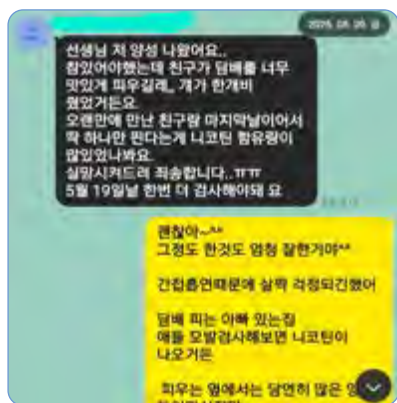 선생님 저 양성 나왔어요..
참았어야했는데 친구가 담배를 너무
맛있게 피우길래.. 걔가 한개비
줬었거든요.
오랜만에 만난 친구랑 마지막날이어서
딱 하나만 핀다는게 니코틴 함유량이
많았었나봐요.
실망시켜드려 죄송합니다..ㅠㅠ
5월 19일날 한번 더 검사해야돼 요
괜찮아~^^
그정도 한것도 엄청 잘한거야^^
간접흡연때문에 살짝 걱정되긴했어
담배 피는 아빠 있는집
애들 모발검사해보면 니코틴이
나오거든
피우는 옆에서는 당연히 많은